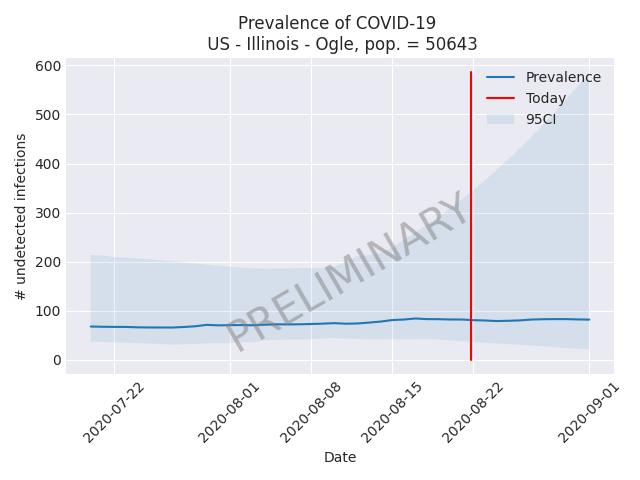 Prevalence of COVID-19
US - Illinois - Ogle, pop. = 50643
600
500
400
300
200
100
0
# undetected infections
Prevalence
Today
95CI
PRELIMINARY
2020-07-22
2020-08-01
2020-08-08
2020-08-15
2020-08-22
2020-09-01
Date